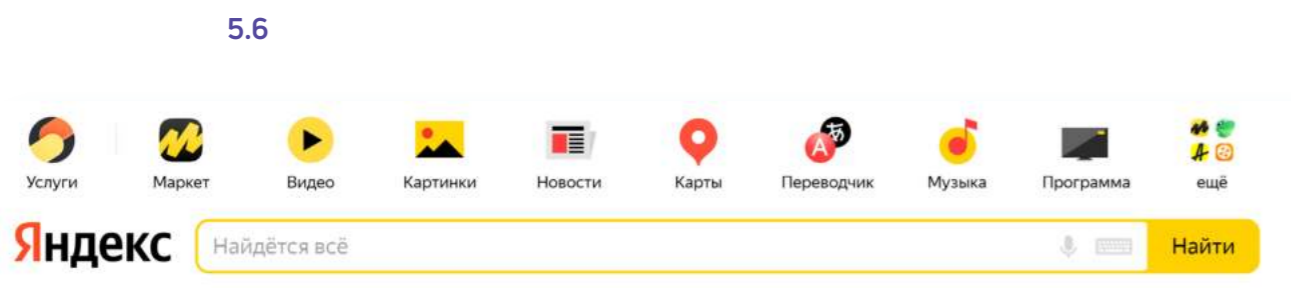 5.6
Услуги Маркет Видео Картинки Новости Карты Переводчик Музыка Программа ещё
Яндекс Найдётся всё Найти